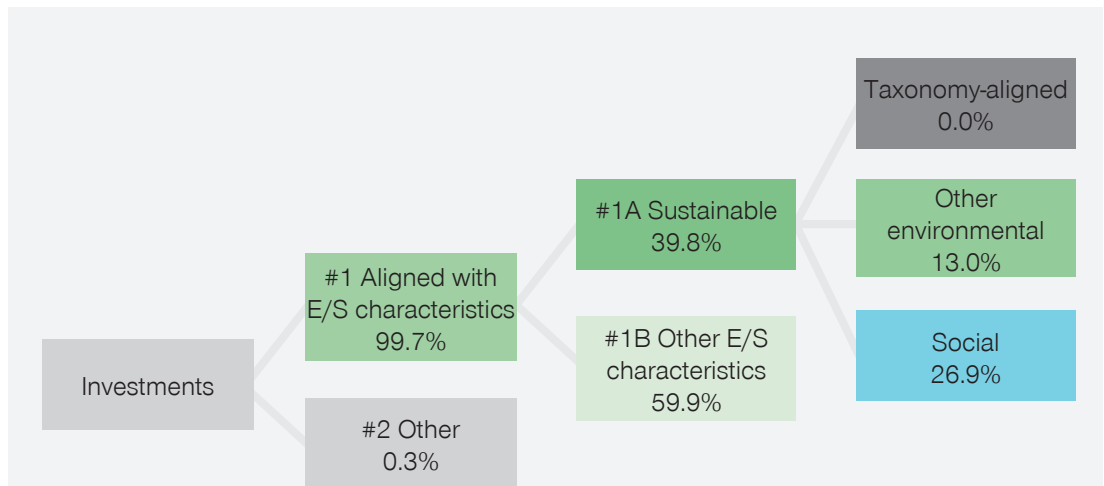 Investments
#1 Aligned with
E/S characteristics
99.7%
#2 Other
0.3%
#1A Sustainable
39.8%
#1B Other E/S
characteristics
59.9%
Taxonomy-aligned
0.0%
Other
environmental
13.0%
Social
26.9%